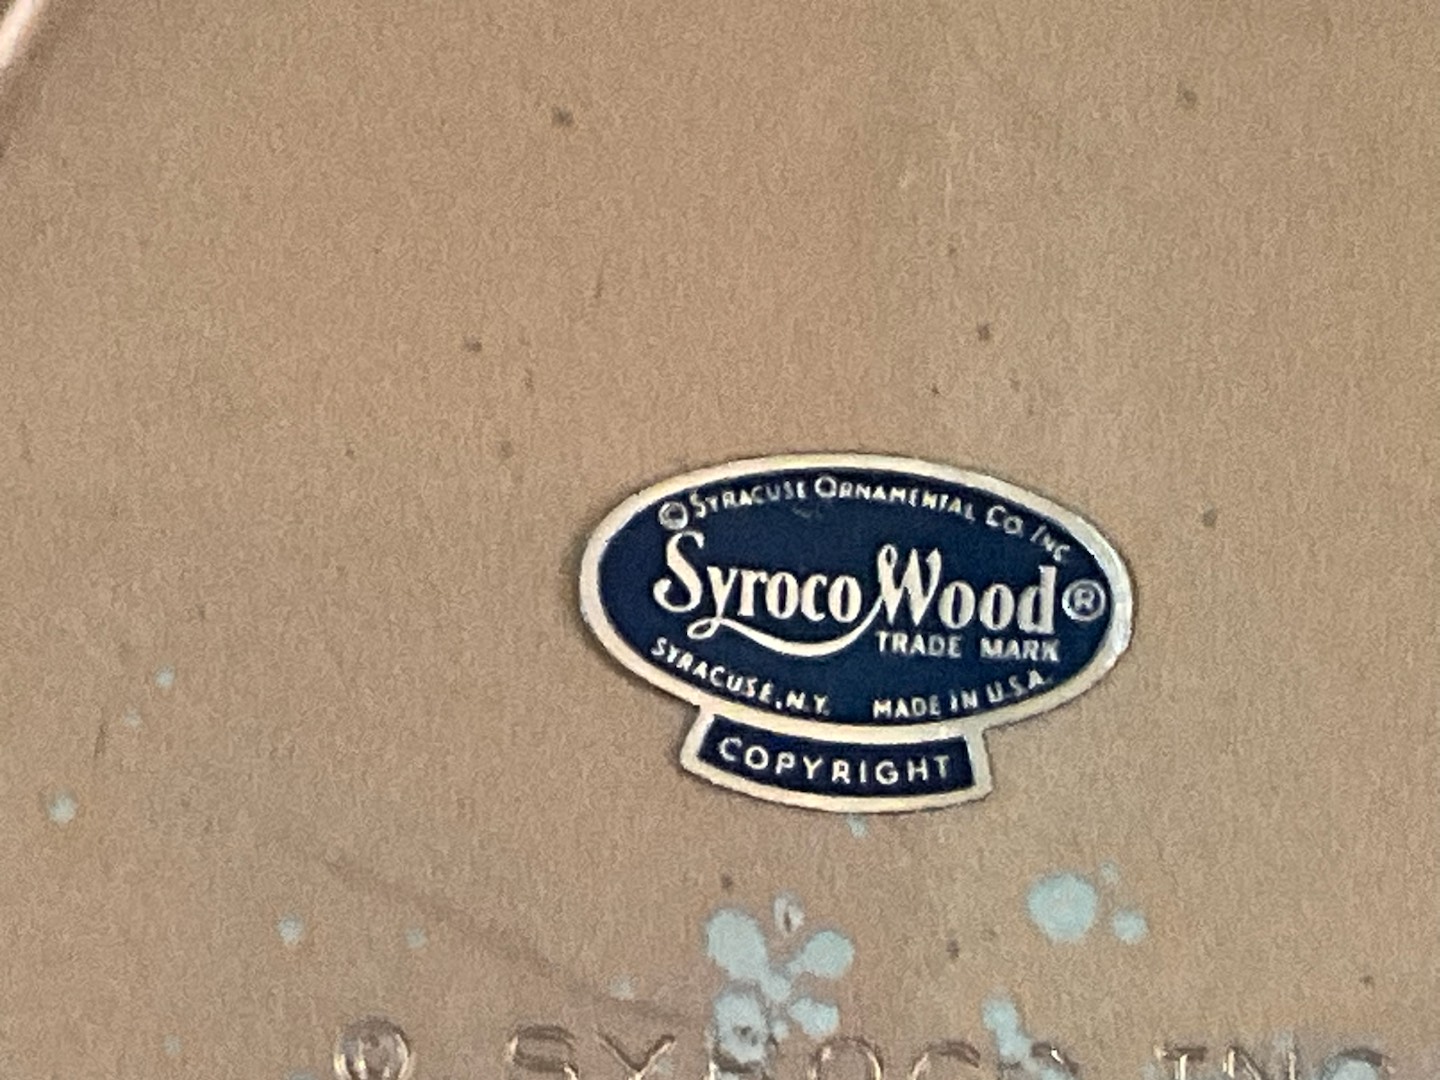 © SYRACUSE ORNAMENTAL CO. INC
Syroco Wood®
TRADE MARK
SYRACUSE, N.Y. MADE IN U.S.A.
COPYRIGHT
© SYROCO INC